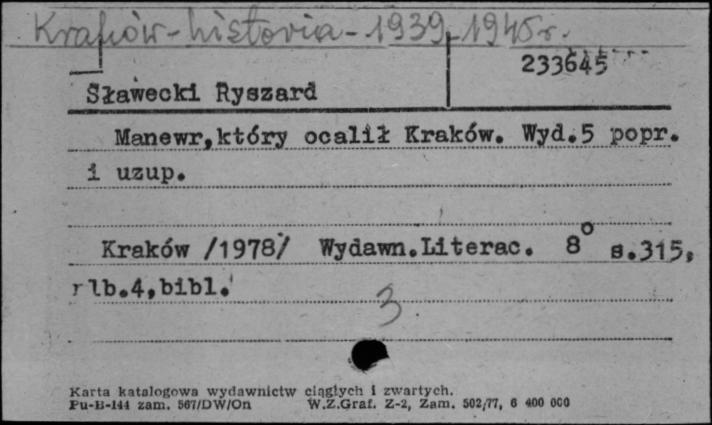 Kraków - historia - 1939-1945 r.
233645
Sławecki Ryszard
Manewr, który ocalił Kraków. Wyd.5 popr.
i uzup.
Kraków /1978/ Wydawn.Literac. 8° s.315,
lb.4,bibl.
3
Karta katalogowa wydawnictw ciągłych i zwartych.
Pu-B-144 zam. 567/DW/On W.Z.Graf. Z-2, Zam. 502/77, 6 400 000